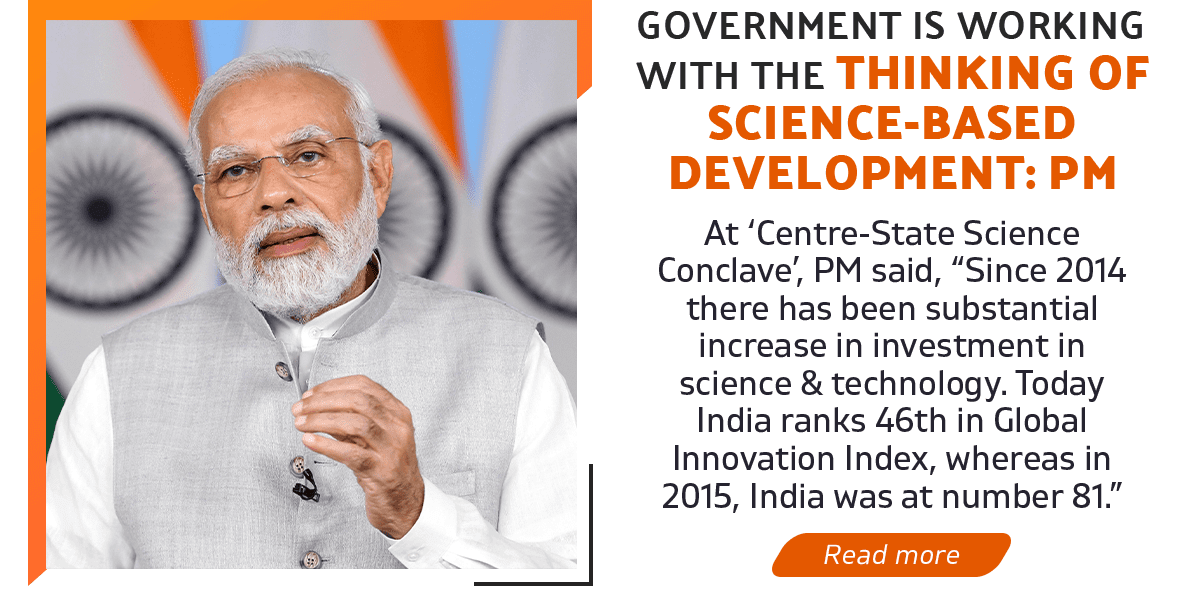 GOVERNMENT IS WORKING
WITH THE THINKING OF
SCIENCE-BASED
DEVELOPMENT: PM
At ‘Centre-State Science
Conclave’, PM said, “Since 2014
there has been substantial
increase in investment in
science & technology. Today
India ranks 46th in Global
Innovation Index, whereas in
2015, India was at number 81.”
Read more